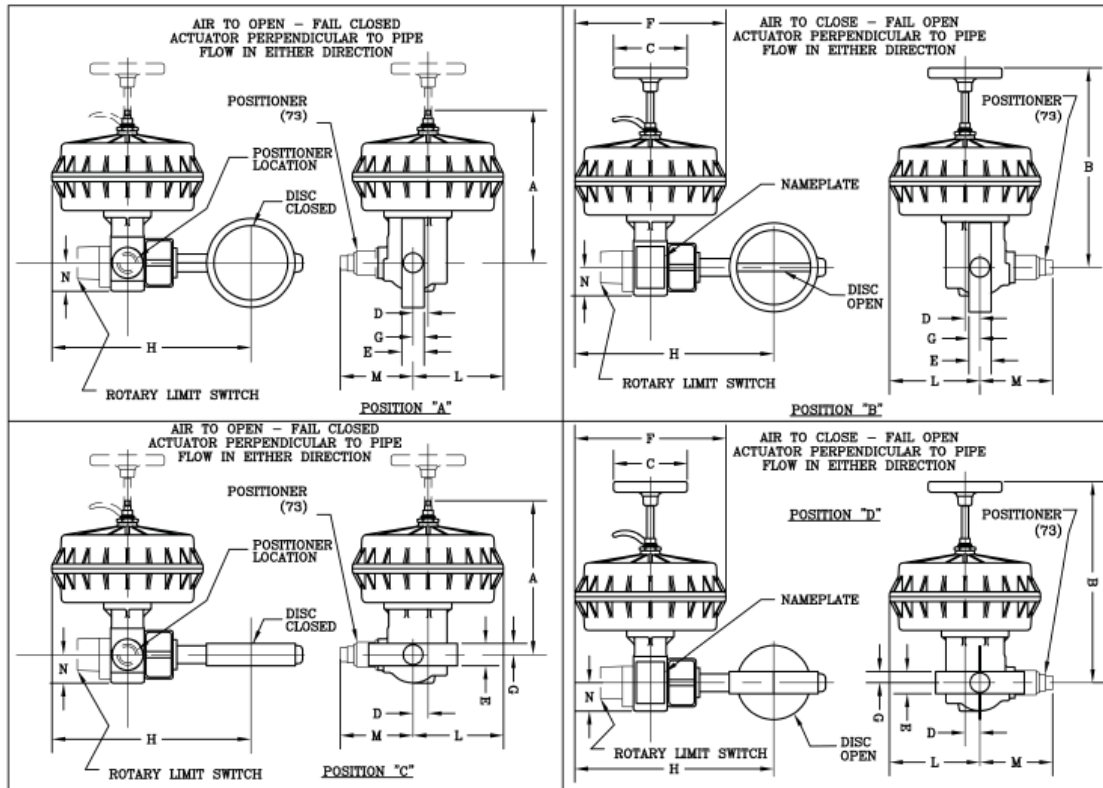 AIR TO OPEN – FAIL CLOSED
ACTUATOR PERPENDICULAR TO PIPE
FLOW IN EITHER DIRECTION
POSITIONER
(73)
POSITIONER
LOCATION
DISC
CLOSED
A
N
D
G
E
H
M
L
ROTARY LIMIT SWITCH
POSITION "A"
F
AIR TO CLOSE – FAIL OPEN
ACTUATOR PERPENDICULAR TO PIPE
FLOW IN EITHER DIRECTION
C
POSITIONER
(73)
B
NAMEPLATE
N
DISC
OPEN
D
G
E
H
L
M
ROTARY LIMIT SWITCH
POSITION "B"
AIR TO OPEN – FAIL CLOSED
ACTUATOR PERPENDICULAR TO PIPE
FLOW IN EITHER DIRECTION
POSITIONER
(73)
POSITIONER
LOCATION
A
DISC
CLOSED
N
G
E
D
H
M
L
ROTARY LIMIT SWITCH
POSITION "C"
F
AIR TO CLOSE – FAIL OPEN
ACTUATOR PERPENDICULAR TO PIPE
FLOW IN EITHER DIRECTION
C
POSITION "D"
POSITIONER
(73)
B
NAMEPLATE
N
G
E
D
ROTARY LIMIT SWITCH
DISC
OPEN
H
L
M